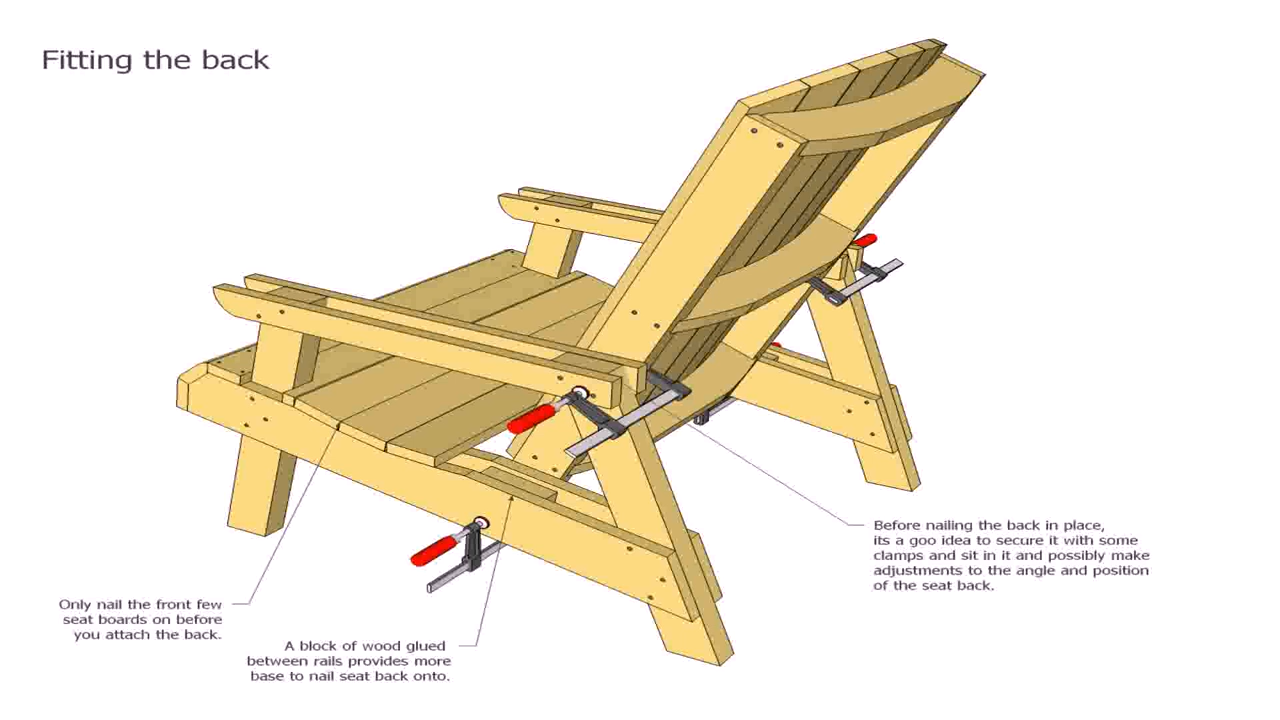 Fitting the back
Before nailing the back in place,
its a goo idea to secure it with some
clamps and sit in it and possibly make
adjustments to the angle and position
of the seat back.
Only nail the front few
seat boards on before
you attach the back.
A block of wood glued
between rails provides more
base to nail seat back onto.